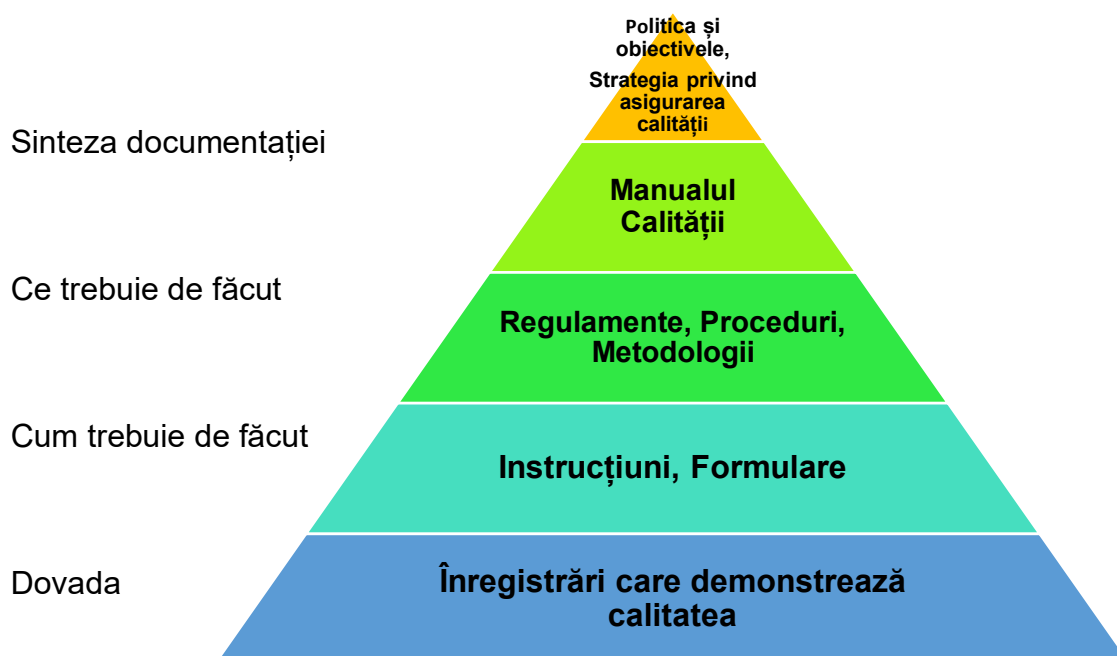 Politica și
obiectivele,
Strategia privind
asigurarea
calității
Sinteza documentației
Manualul
Calității
Ce trebuie de făcut
Regulamente, Proceduri,
Metodologii
Cum trebuie de făcut
Instrucțiuni, Formulare
Dovada
Înregistrări care demonstrează
calitatea